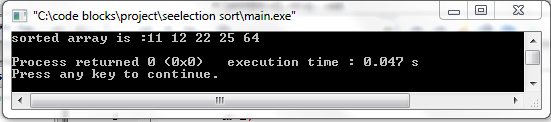 "C:\code blocks\project\seelection sort\main.exe"
sorted array is :11 12 22 25 64
Process returned 0 (0x0)   execution time : 0.047 s
Press any key to continue.